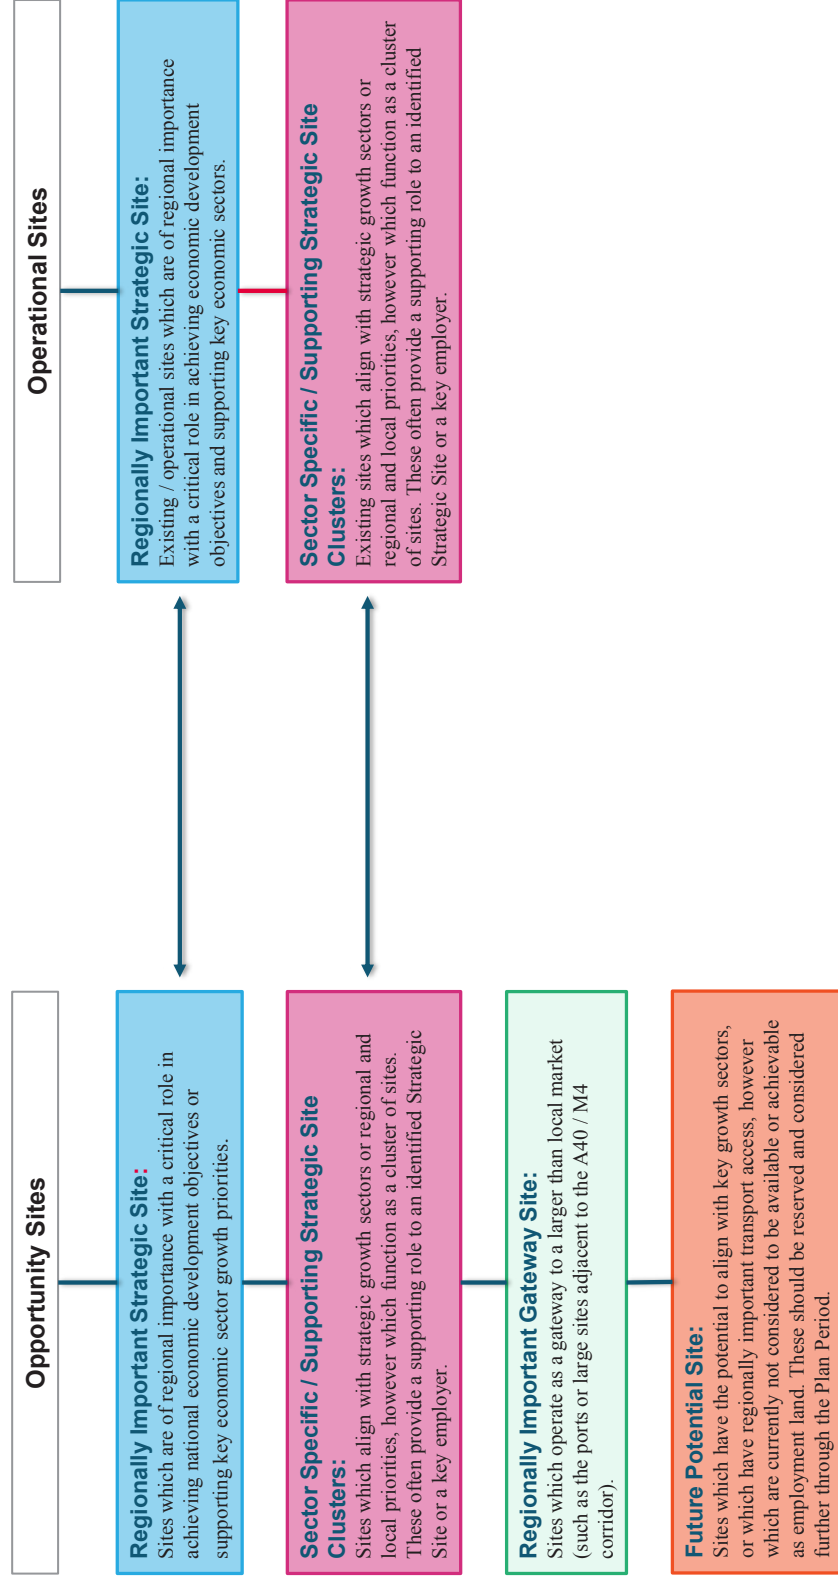 Opportunity Sites
Regionally Important Strategic Site:
Sites which are of regional importance with a critical role in
achieving national economic development objectives or
supporting key economic sector growth priorities.
Sector Specific / Supporting Strategic Site
Clusters:
Sites which align with strategic growth sectors or regional and
local priorities, however which function as a cluster of sites.
These often provide a supporting role to an identified Strategic
Site or a key employer.
Regionally Important Gateway Site:
Sites which operate as a gateway to a larger than local market
(such as the ports or large sites adjacent to the A40 / M4
corridor).
Future Potential Site:
Sites which have the potential to align with key growth sectors,
or which have regionally important transport access, however
which are currently not considered to be available or achievable
as employment land. These should be reserved and considered
further through the Plan Period.
Operational Sites
Regionally Important Strategic Site:
Existing / operational sites which are of regional importance
with a critical role in achieving economic development
objectives and supporting key economic sectors.
Sector Specific / Supporting Strategic Site
Clusters:
Existing sites which align with strategic growth sectors or
regional and local priorities, however which function as a cluster
of sites. These often provide a supporting role to an identified
Strategic Site or a key employer.